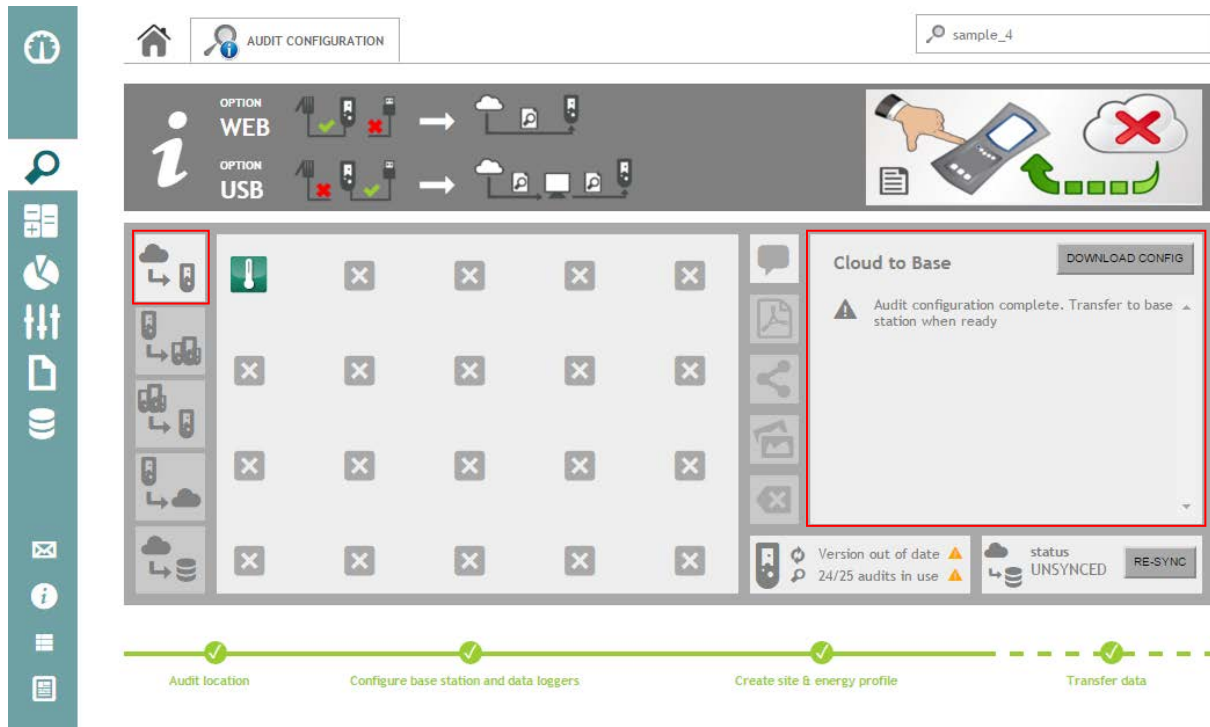 AUDIT CONFIGURATION
sample_4
OPTION
WEB
OPTION
USB
Cloud to Base
DOWNLOAD CONFIG
Audit configuration complete. Transfer to base
station when ready
Version out of date
24/25 audits in use
status
UNSYNCED
RE-SYNC
Audit location
Configure base station and data loggers
Create site & energy profile
Transfer data